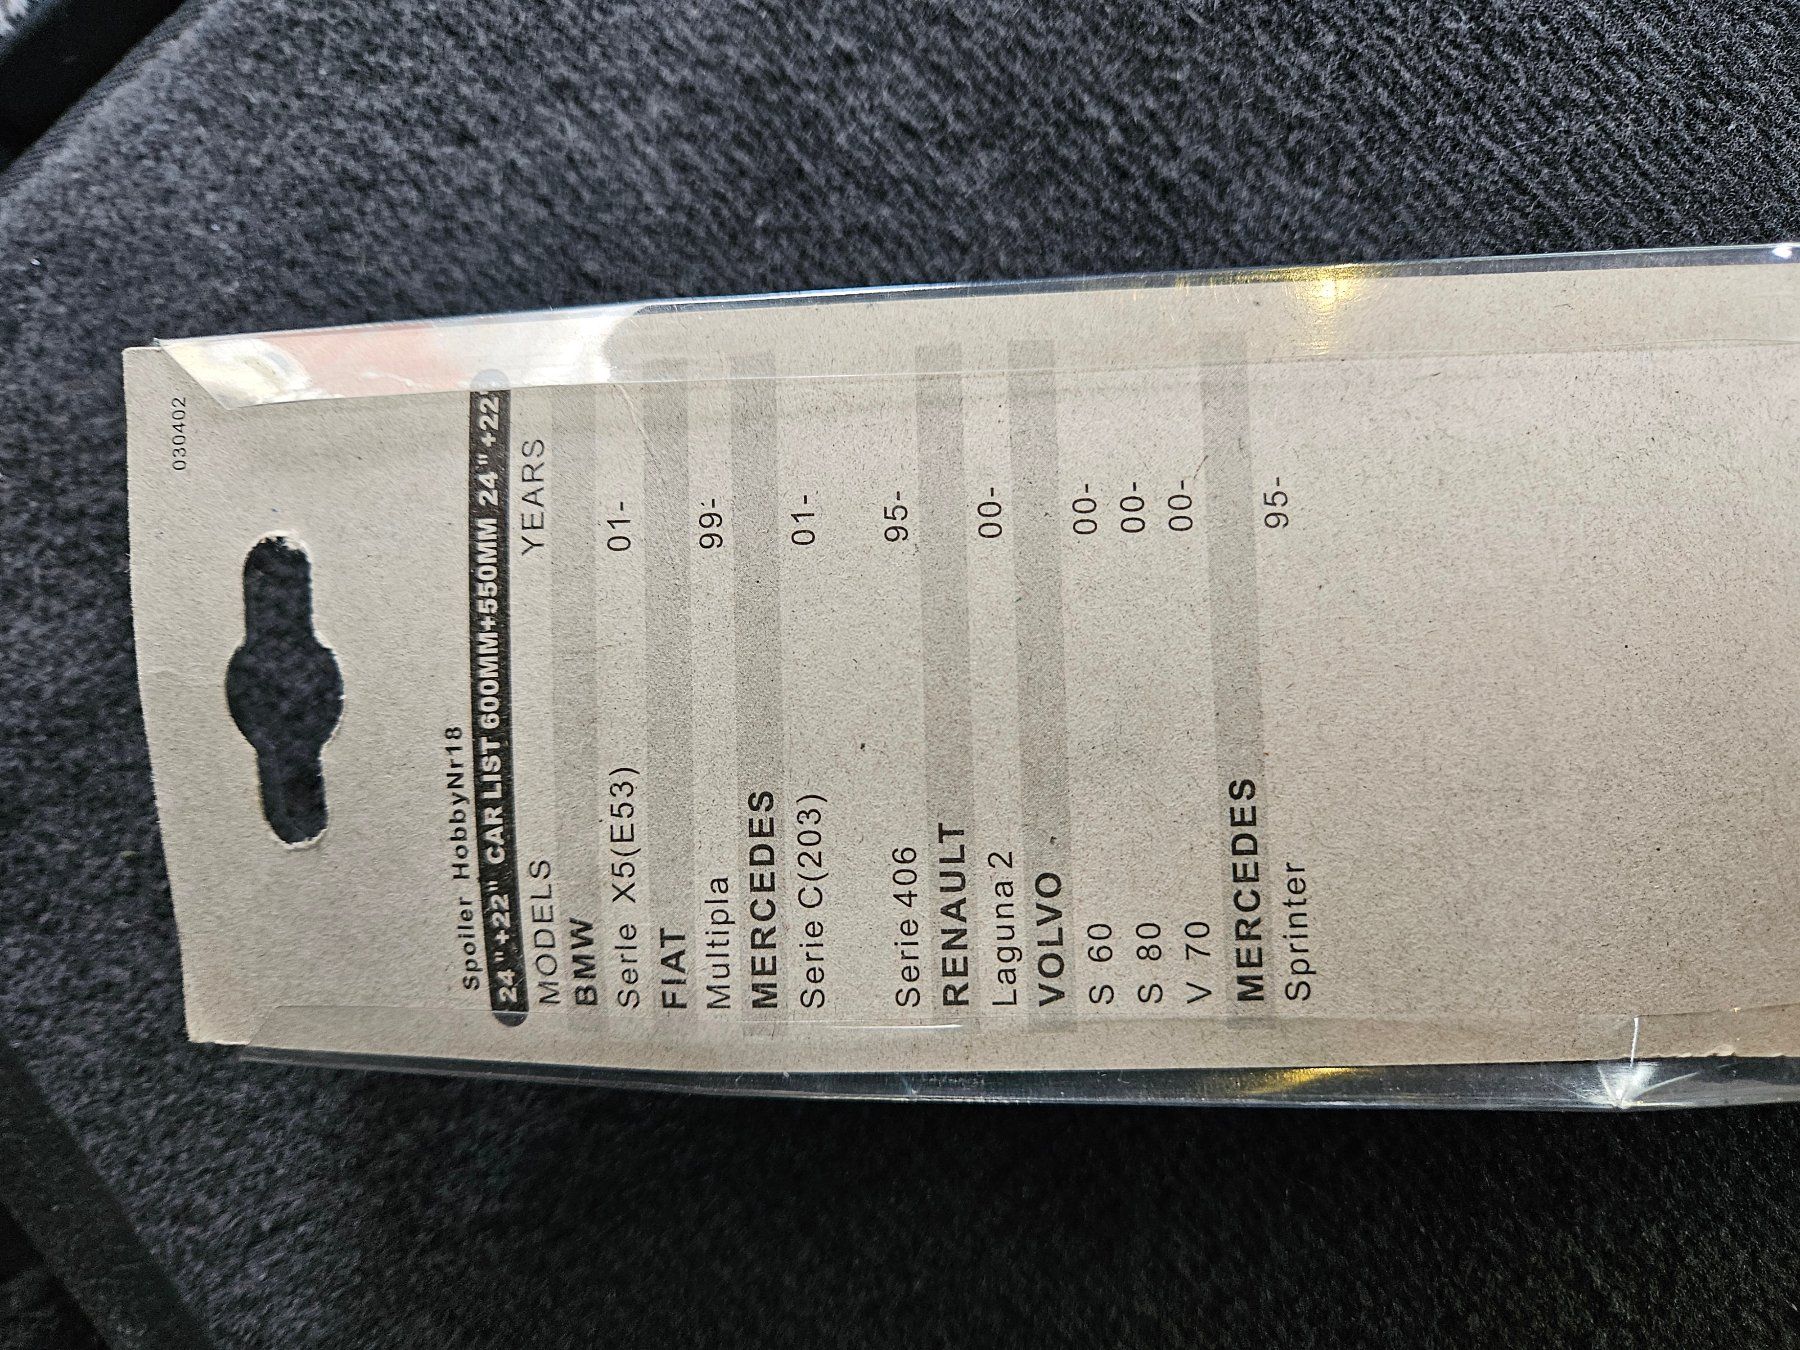 030402
Spoiler HobbyNr18
24"+22" CAR LIST 600MM+550MM 24"+22
MODELS YEARS
BMW
Serle X5(E53) 01-
FIAT
Multipla 99-
MERCEDES
Serie C(203) 01-
Serie 406 95-
RENAULT
Laguna 2 00-
VOLVO
S 60 00-
S 80 00-
V 70 00-
MERCEDES
Sprinter 95-